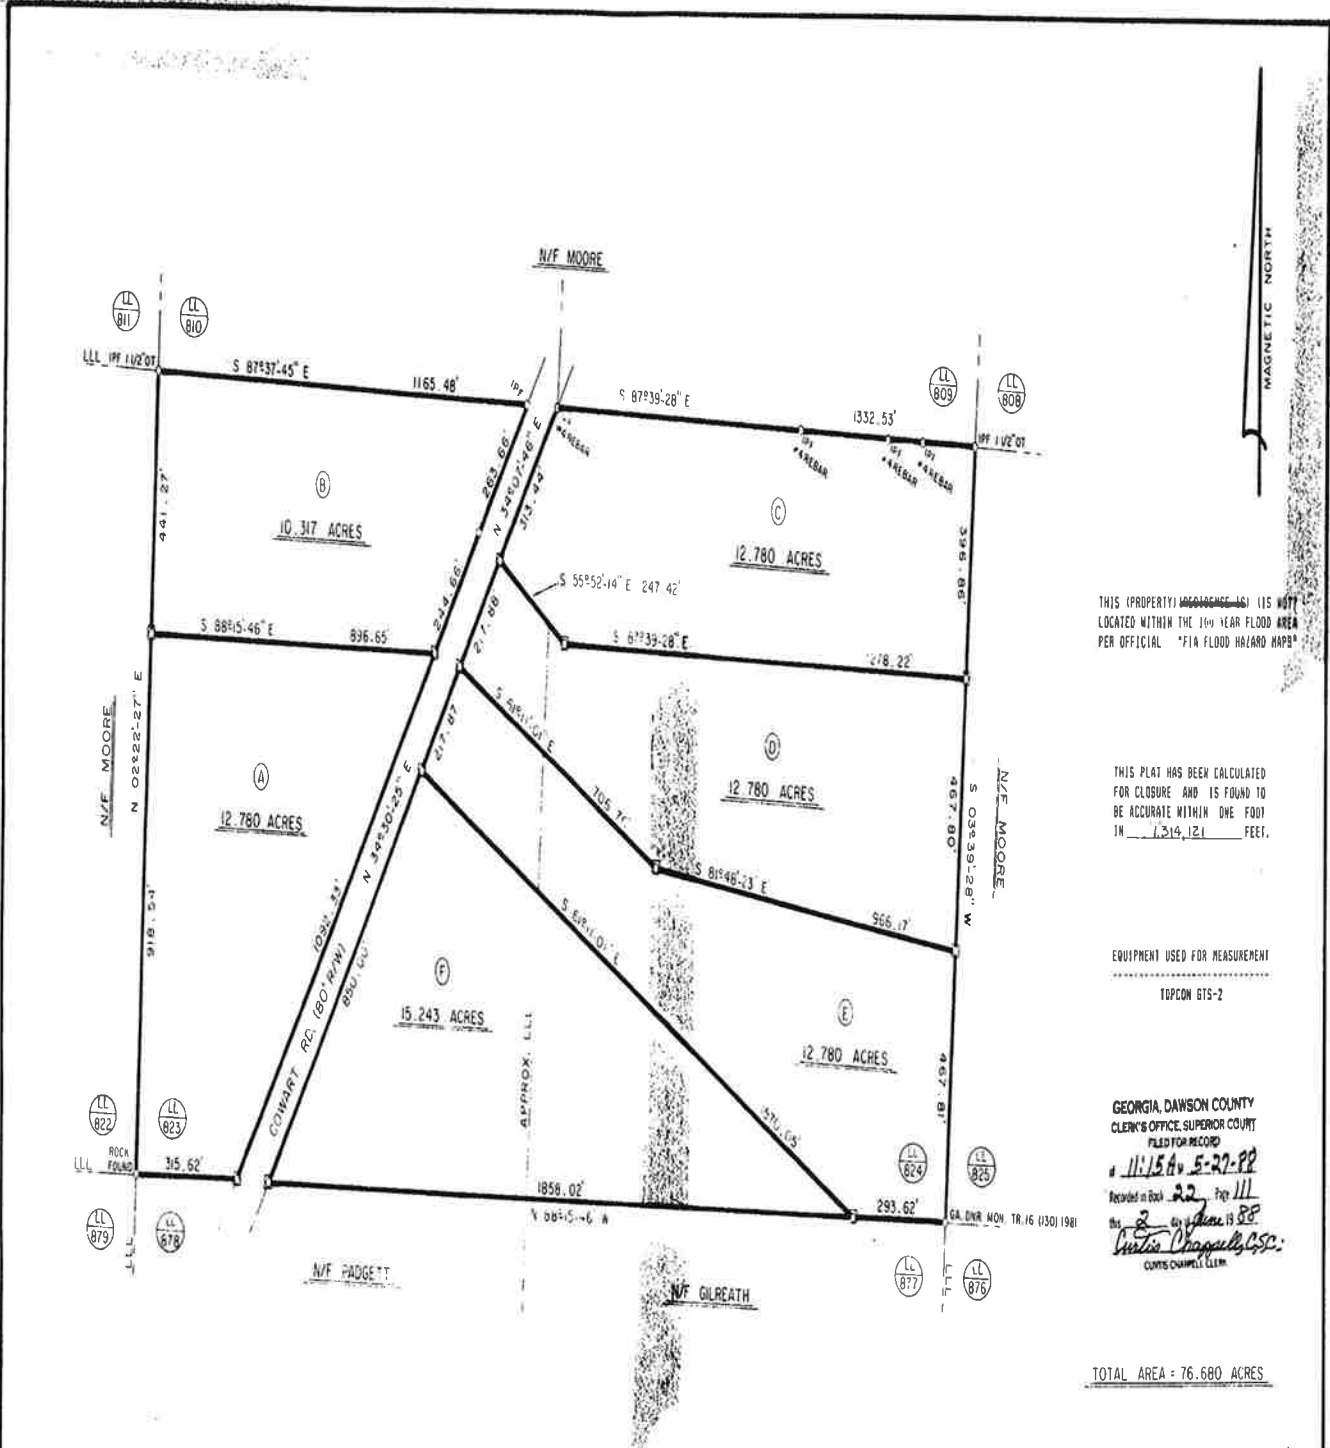 N/F MOORE
MAGNETIC NORTH
LL 811
LL 810
LLL IPF 1 1/2" OT
S 87°37'-45" E
1165.48'
IPF
S 87°39'-28" E
1332.53'
LL 809
LL 808
IPF 1 1/2" OT
#4 REBAR
IPF
#4 REBAR
IPF
#4 REBAR
IPF
#4 REBAR
441.27'
B
10.317 ACRES
263.66'
N 34°07'-46" E
313.44'
C
12.780 ACRES
396.86'
244.66'
S 55°52'-14" E 247.42'
S 88°15'-46" E
896.65'
217.88'
S 87°39'-28" E
1278.22'
THIS (PROPERTY) (IS NOT)
LOCATED WITHIN THE 100 YEAR FLOOD AREA
PER OFFICIAL "FIA FLOOD HAZARD MAPS"
N/F MOORE
N 02°22'-27" E
A
12.780 ACRES
918.54'
217.87
N 34°30'-25" E
1092.33'
COWART RD. (80' R/W)
850.00'
705.76'
D
12.780 ACRES
467.80'
S 03°39'-28" W
N/F MOORE
S 81°48'-23" E
966.17'
THIS PLAT HAS BEEN CALCULATED
FOR CLOSURE AND IS FOUND TO
BE ACCURATE WITHIN ONE FOOT
IN 1,314,121 FEET.
EQUIPMENT USED FOR MEASUREMENT
TOPCON GTS-2
F
15.243 ACRES
APPROX. LLL
E
12.780 ACRES
467.81'
1570.05'
LL 822
LL 823
ROCK
LLL FOUND
315.62'
LL 824
LL 825
1856.02'
N 88°15'-46 W
293.62'
GA. DNR MON. TR.16 (130) 1981
LL 879
LL 878
LLL
LL 877
LLL
LL 876
N/F PADGETT
N/F GILREATH
GEORGIA, DAWSON COUNTY
CLERK'S OFFICE, SUPERIOR COURT
FILED FOR RECORD
at 11:15 A 5-27-88
Recorded in Book 22 Page 111
this 2 day of June 19 88
Curtis Chappell, CSC.
CURTIS CHAPPELL CLERK
TOTAL AREA = 76.680 ACRES